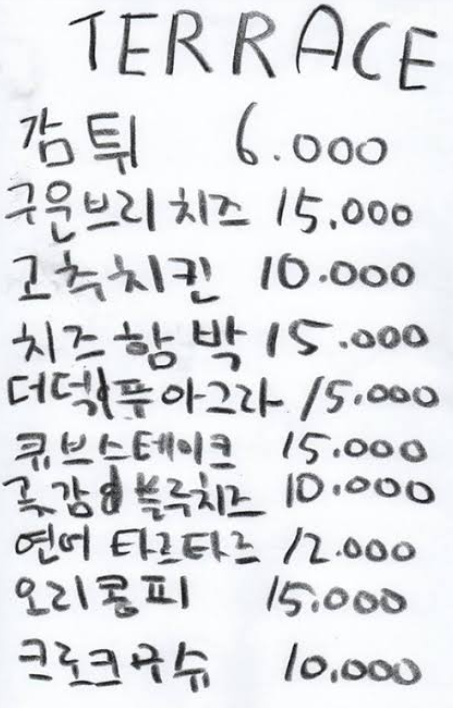 TERRACE
감튀 6.000
구운브리치즈 15.000
고추치킨 10.000
치즈함박 15.000
더덕&푸아그라 15.000
큐브스테이크 15.000
곶감&블루치즈 10.000
연어 타르타르 12.000
오리콩피 15.000
크로크무슈 10.000